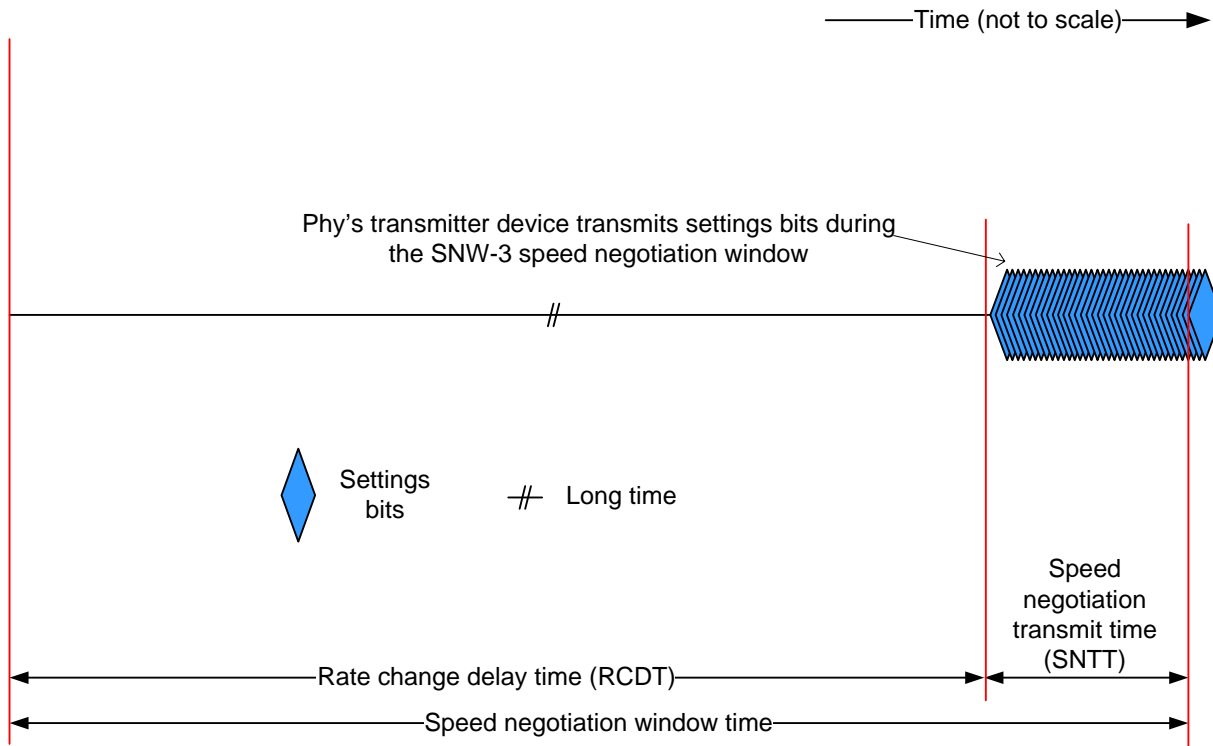 Time (not to scale)
Phy's transmitter device transmits settings bits during
the SNW-3 speed negotiation window
Settings
bits
Long time
Speed
negotiation
transmit time
(SNTT)
Rate change delay time (RCDT)
Speed negotiation window time